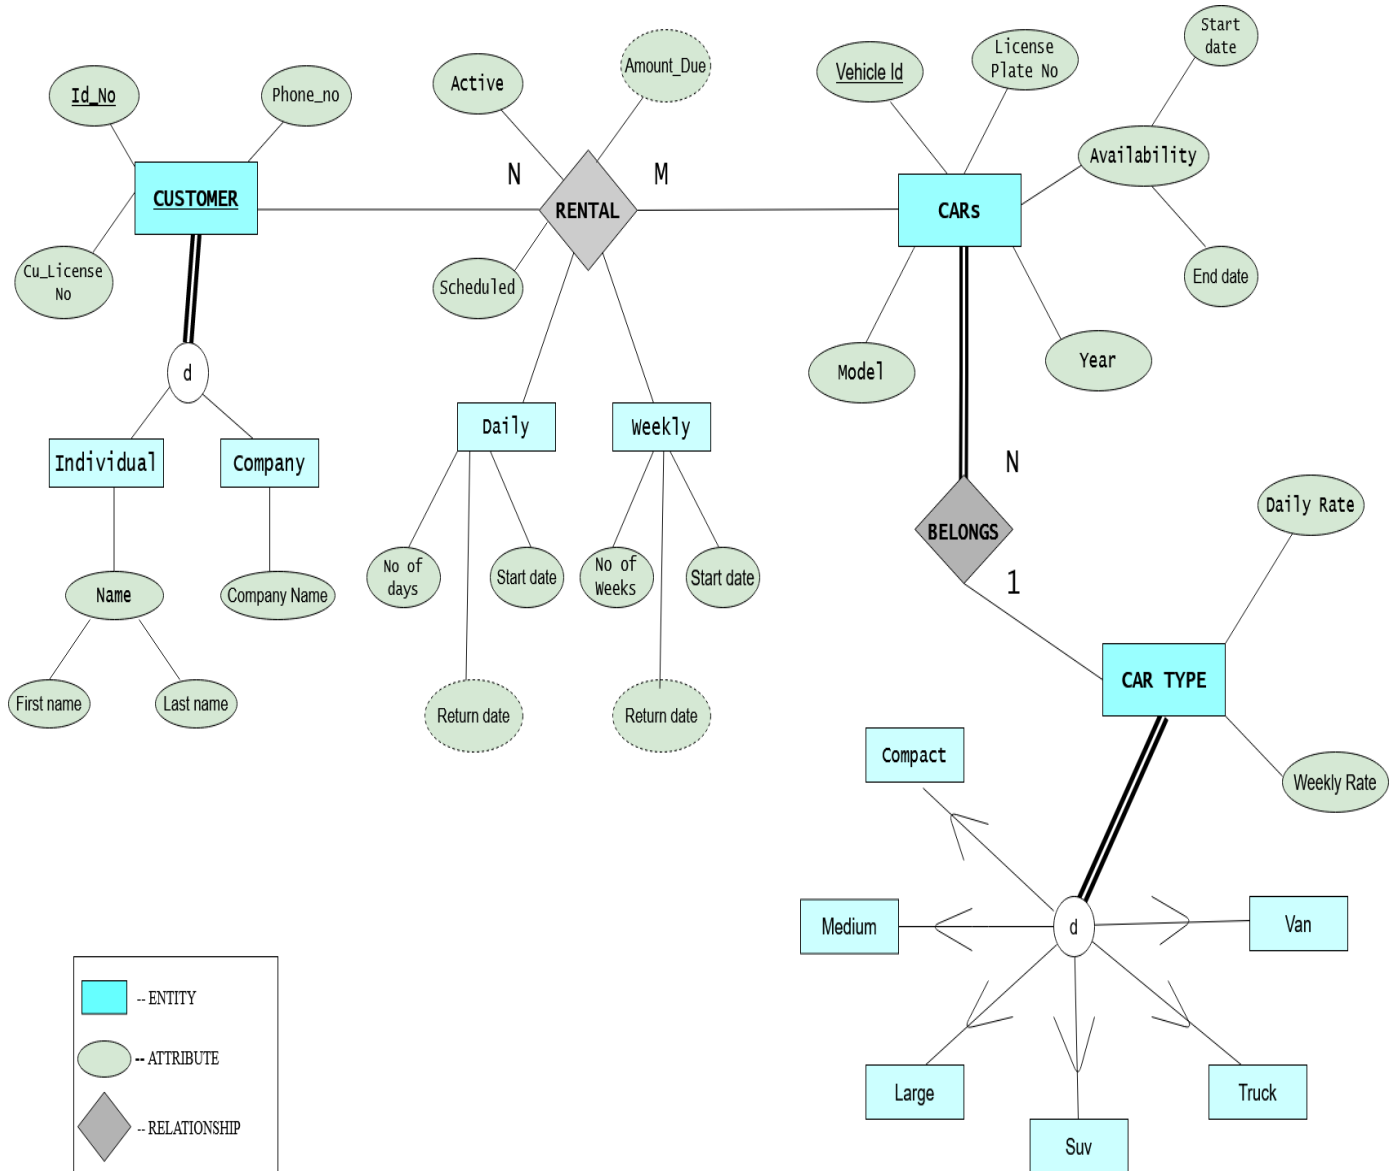 Start
date
License
Plate No
Vehicle Id
Amount_Due
Active
Id_No
Phone_no
Availability
N
M
CUSTOMER
RENTAL
CARs
Cu_License
No
Scheduled
End date
d
Model
Year
Daily
Weekly
Individual
Company
N
Daily Rate
BELONGS
No of
days
Start date
No of
Weeks
Start date
1
Name
Company Name
CAR TYPE
First name
Last name
Return date
Return date
Compact
Weekly Rate
Medium
d
Van
-- ENTITY
-- ATTRIBUTE
Large
Truck
-- RELATIONSHIP
Suv